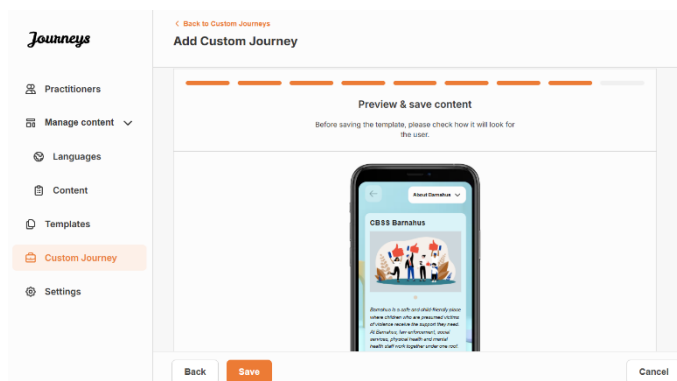 Journeys
Back to Custom Journeys
Add Custom Journey
Practitioners
Manage content
Languages
Content
Templates
Custom Journey
Settings
Preview & save content
Before saving the template, please check how it will look for
the user.
About Barnahus
CBSS Barnahus
Barnahus is a safe and child-friendly place
where children who are presumed victims
of violence receive the support they need.
At Barnahus, law enforcement, social
services, physical health and mental
health staff work together under one roof.
Back
Save
Cancel